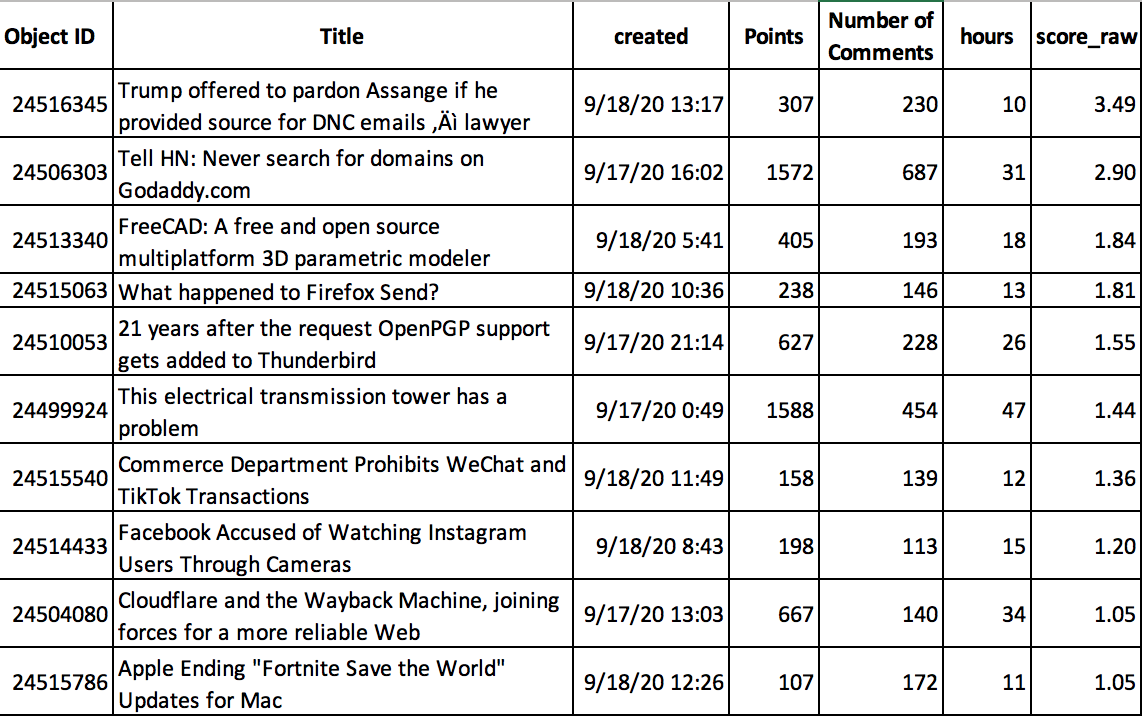 Object ID Title created Points Number of Comments hours score_raw
24516345 Trump offered to pardon Assange if he provided source for DNC emails ‚Äì lawyer 9/18/20 13:17 307 230 10 3.49
24506303 Tell HN: Never search for domains on Godaddy.com 9/17/20 16:02 1572 687 31 2.90
24513340 FreeCAD: A free and open source multiplatform 3D parametric modeler 9/18/20 5:41 405 193 18 1.84
24515063 What happened to Firefox Send? 9/18/20 10:36 238 146 13 1.81
24510053 21 years after the request OpenPGP support gets added to Thunderbird 9/17/20 21:14 627 228 26 1.55
24499924 This electrical transmission tower has a problem 9/17/20 0:49 1588 454 47 1.44
24515540 Commerce Department Prohibits WeChat and TikTok Transactions 9/18/20 11:49 158 139 12 1.36
24514433 Facebook Accused of Watching Instagram Users Through Cameras 9/18/20 8:43 198 113 15 1.20
24504080 Cloudflare and the Wayback Machine, joining forces for a more reliable Web 9/17/20 13:03 667 140 34 1.05
24515786 Apple Ending "Fortnite Save the World" Updates for Mac 9/18/20 12:26 107 172 11 1.05